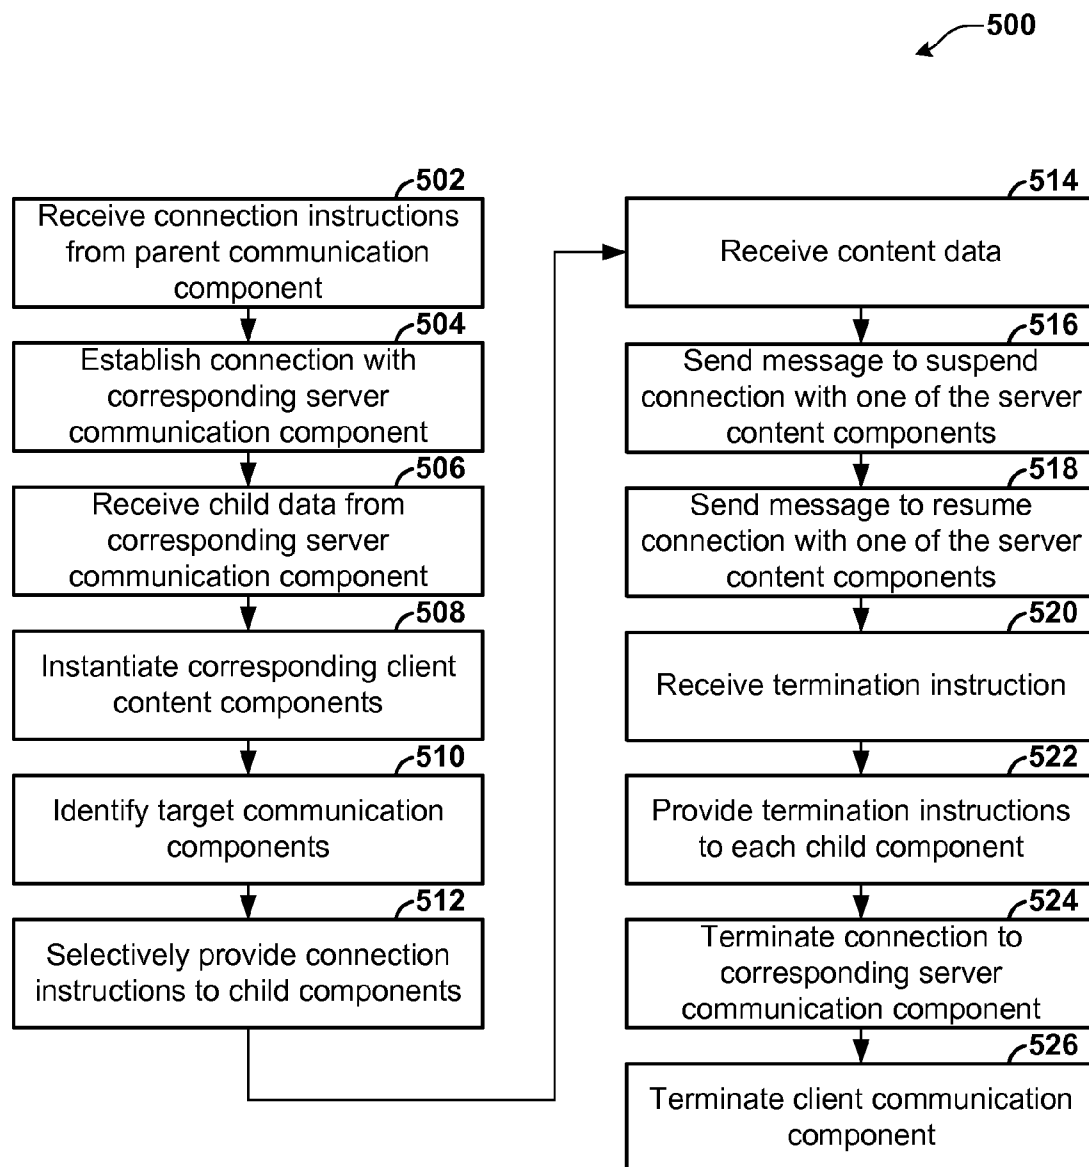 500
502
Receive connection instructions
from parent communication
component
504
Establish connection with
corresponding server
communication component
506
Receive child data from
corresponding server
communication component
508
Instantiate corresponding client
content components
510
Identify target communication
components
512
Selectively provide connection
instructions to child components
514
Receive content data
516
Send message to suspend
connection with one of the server
content components
518
Send message to resume
connection with one of the server
content components
520
Receive termination instruction
522
Provide termination instructions
to each child component
524
Terminate connection to
corresponding server
communication component
526
Terminate client communication
component